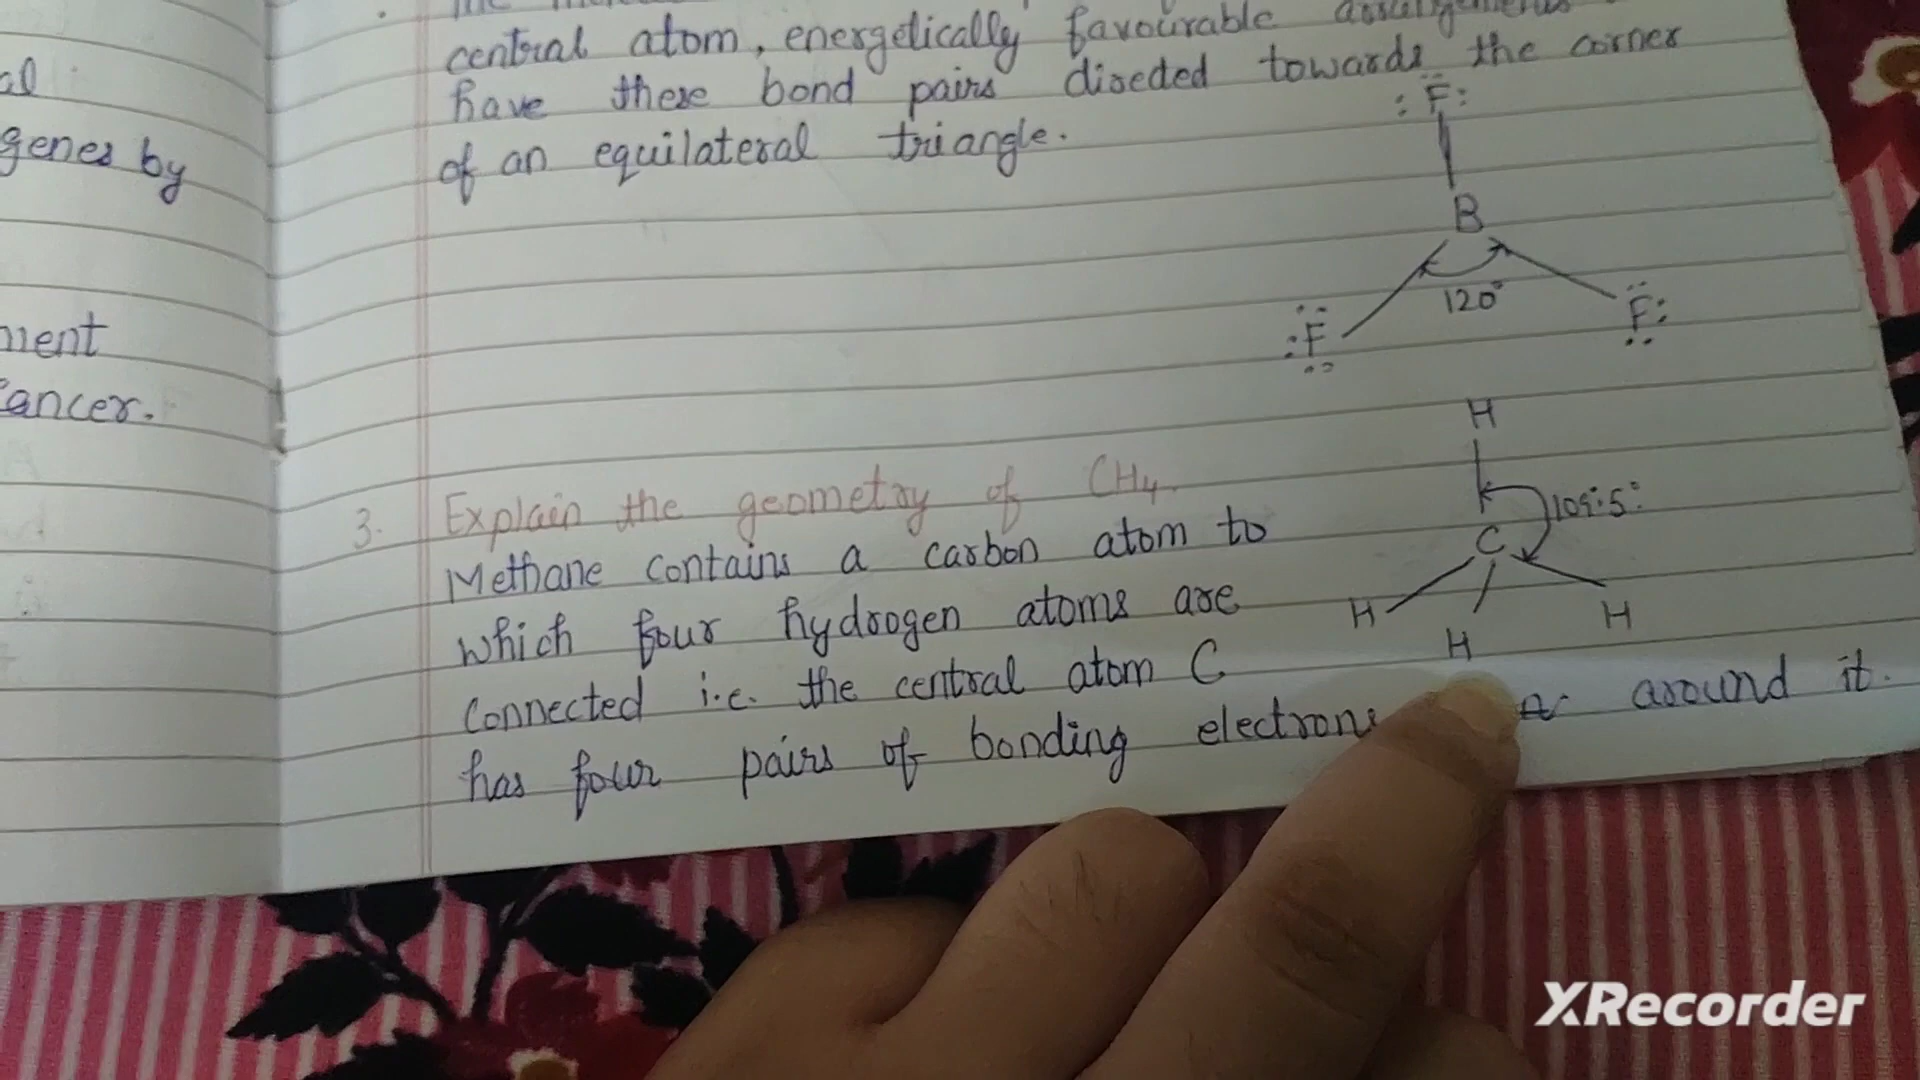 al
genes by
ment
cancer.
central atom, energetically favourable
have these bond pairs diseded towards the corner
of an equilateral triangle.
:F:
B
120°
:F
F:
3. Explain the geometry of CH4.
Methane contains a carbon atom to
which four hydrogen atoms are
connected i.e. the central atom C
has four pairs of bonding electrons around it.
H
109.5°
C
H
H
H
XRecorder